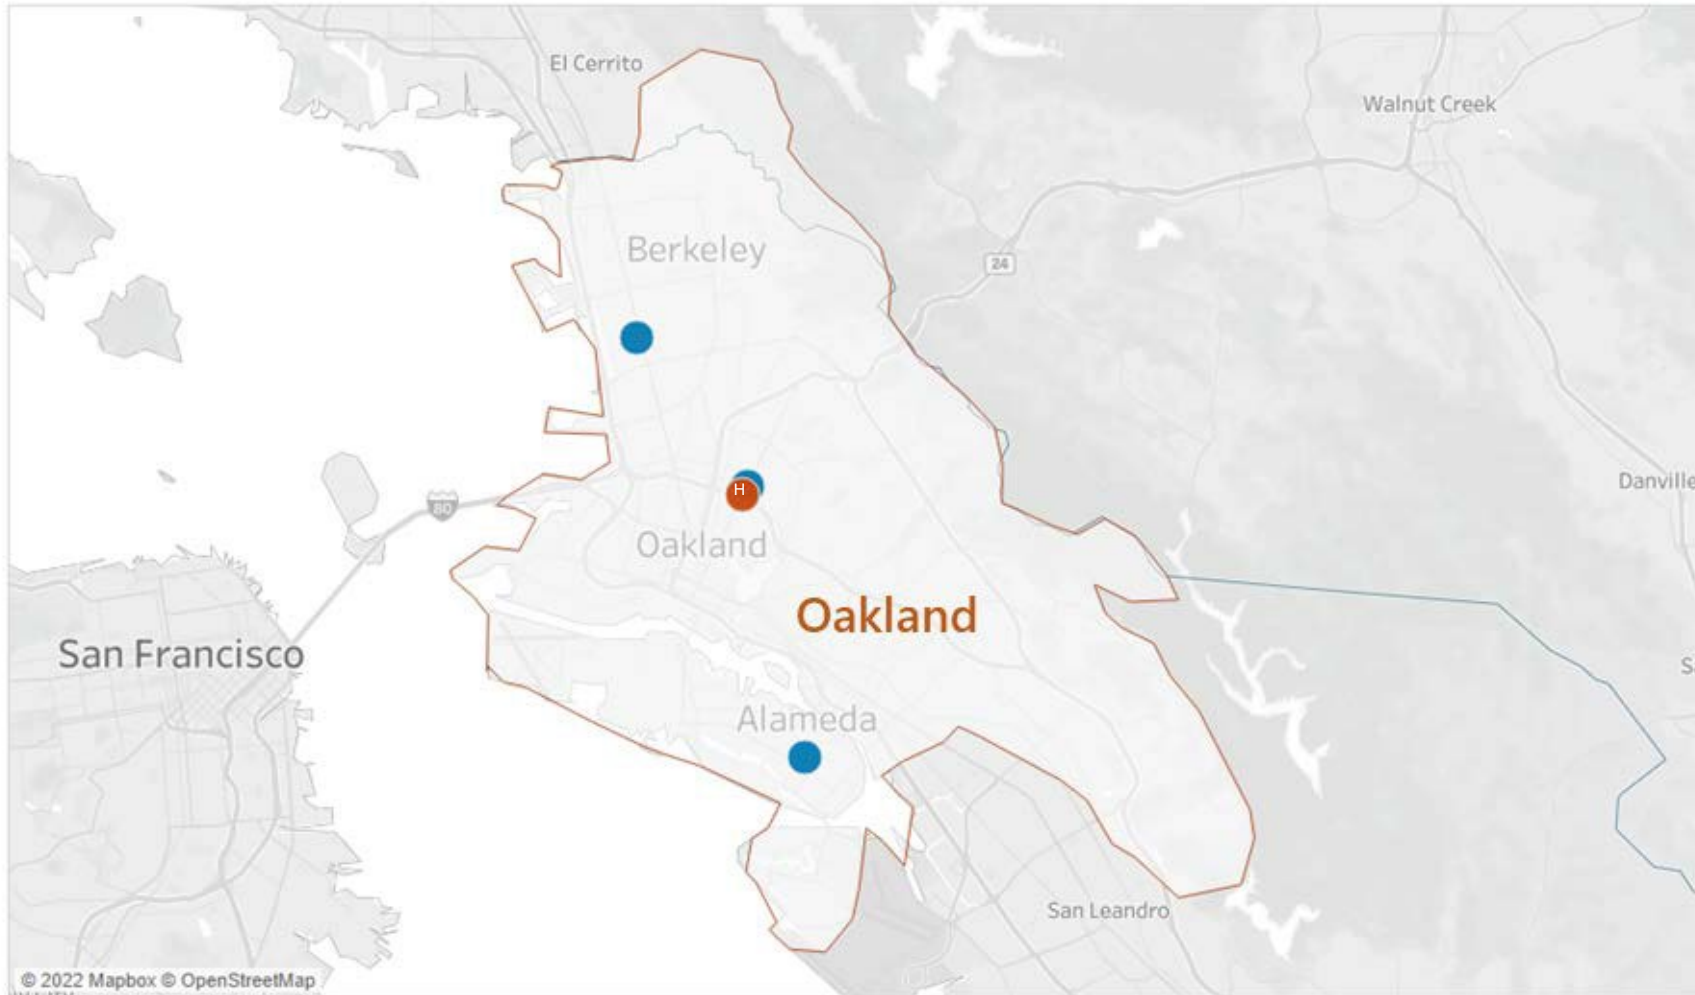 El Cerrito
Walnut Creek
Berkeley
24
Danville
H
80
Oakland
Oakland
San Francisco
S
Alameda
San Leandro
© 2022 Mapbox © OpenStreetMap